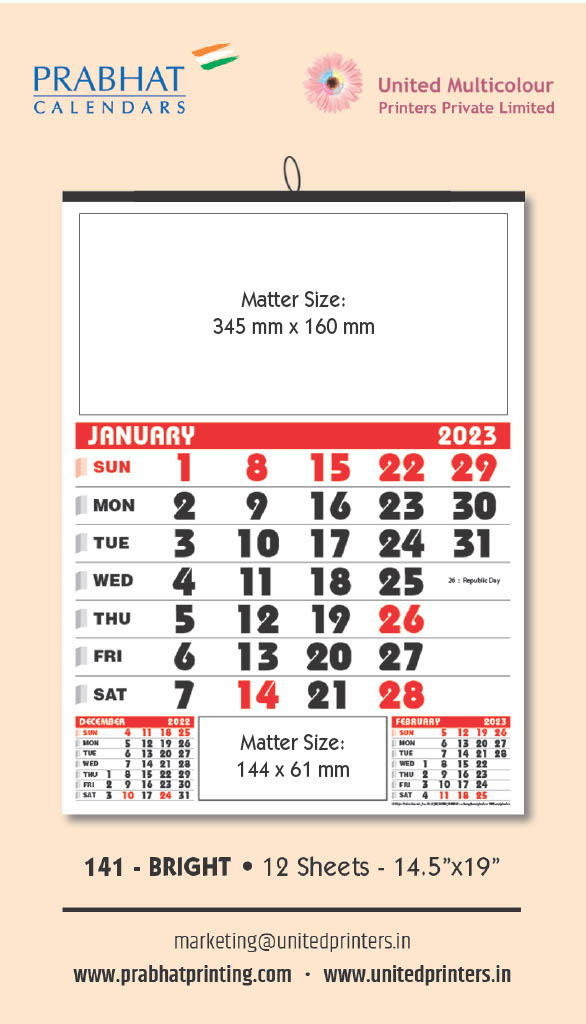 PRABHAT
CALENDARS
United Multicolour
Printers Private Limited
Matter Size:
345 mm x 160 mm
JANUARY 2023
SUN 1 8 15 22 29
MON 2 9 16 23 30
TUE 3 10 17 24 31
WED 4 11 18 25 26 : Republic Day
THU 5 12 19 26
FRI 6 13 20 27
SAT 7 14 21 28
DECEMBER 2022
SUN 4 11 18 25
MON 5 12 19 26
TUE 6 13 20 27
WED 7 14 21 28
THU 1 8 15 22 29
FRI 2 9 16 23 30
SAT 3 10 17 24 31
Matter Size:
144 x 61 mm
FEBRUARY 2023
SUN 5 12 19 26
MON 6 13 20 27
TUE 7 14 21 28
WED 1 8 15 22
THU 2 9 16 23
FRI 3 10 17 24
SAT 4 11 18 25
141 - BRIGHT • 12 Sheets - 14.5”x19”
marketing@unitedprinters.in
www.prabhatprinting.com · www.unitedprinters.in